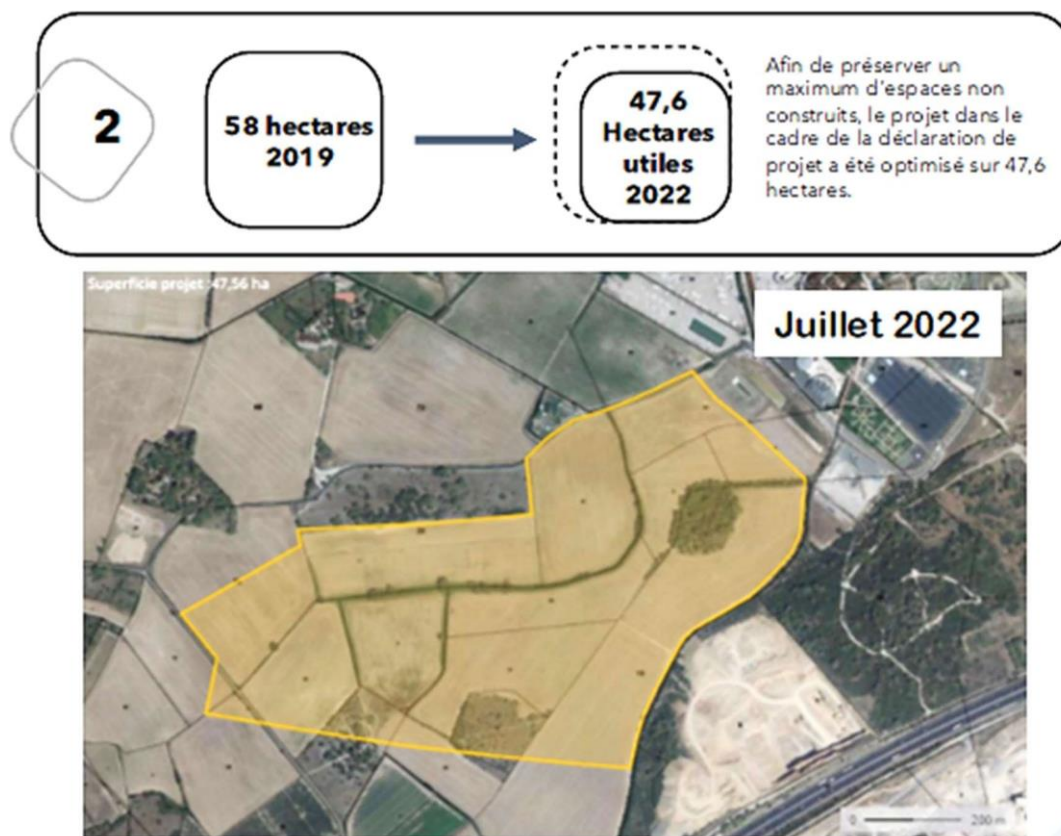 2
58 hectares
2019
47,6
Hectares
utiles
2022
Afin de préserver un
maximum d'espaces non
construits, le projet dans le
cadre de la déclaration de
projet a été optimisé sur 47,6
hectares.
Superficie projet :47,56 ha
Juillet 2022
0 200 m